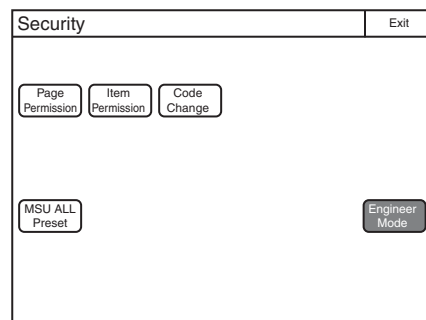 Security
Exit
Page
Permission
Item
Permission
Code
Change
MSU ALL
Preset
Engineer
Mode